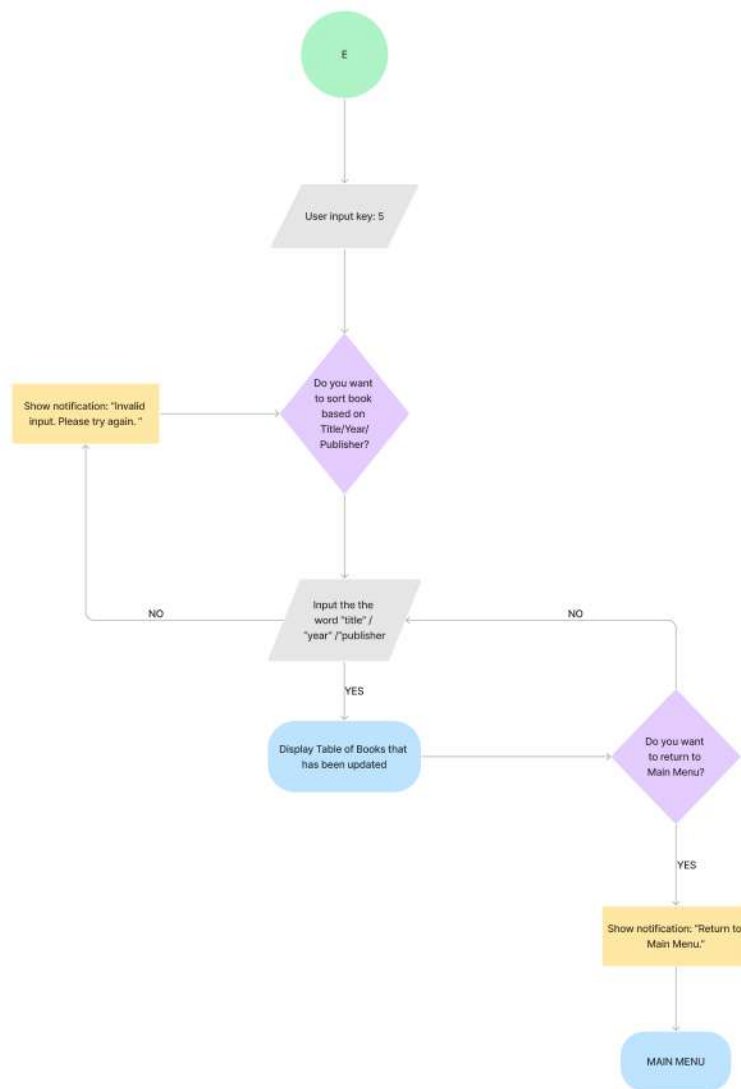 E
User input key: 5
Do you want
to sort book
based on
Title/Year/
Publisher?
Show notification: "Invalid
input. Please try again. "
Input the the
word "title" /
"year" /"publisher
NO
NO
YES
Display Table of Books that
has been updated
Do you want
to return to
Main Menu?
YES
Show notification: "Return to
Main Menu."
MAIN MENU